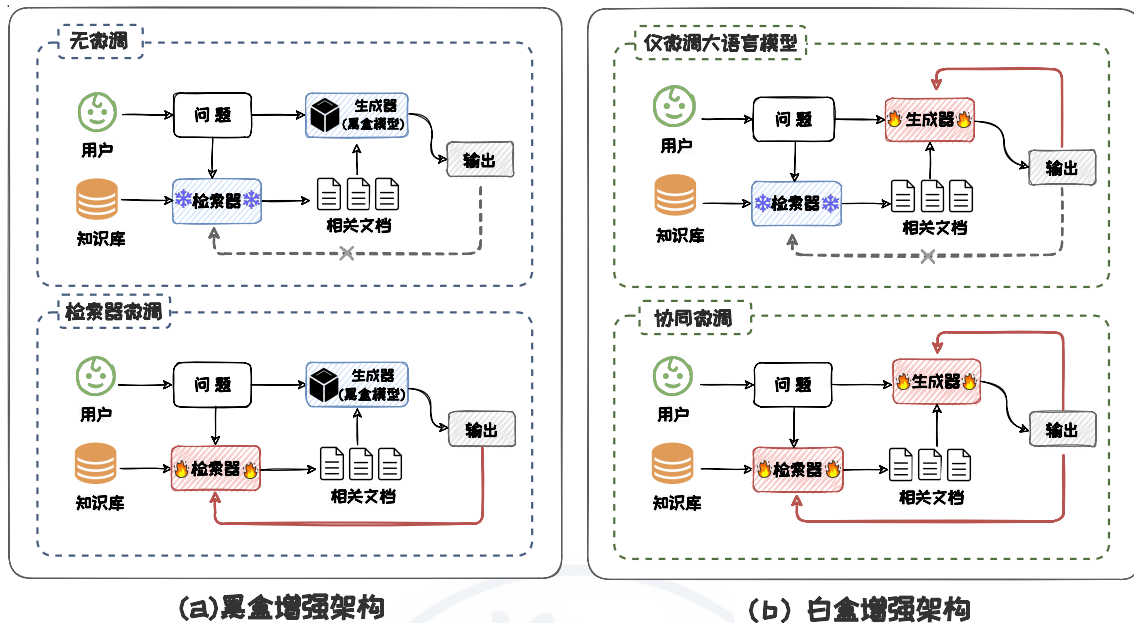 无微调
用户
问题
生成器
(黑盒模型)
输出
知识库
检索器
相关文档
检索器微调
用户
问题
生成器
(黑盒模型)
输出
知识库
检索器
相关文档
(a)黑盒增强架构
仅微调大语言模型
用户
问题
生成器
输出
知识库
检索器
相关文档
协同微调
用户
问题
生成器
输出
知识库
检索器
相关文档
(b) 白盒增强架构